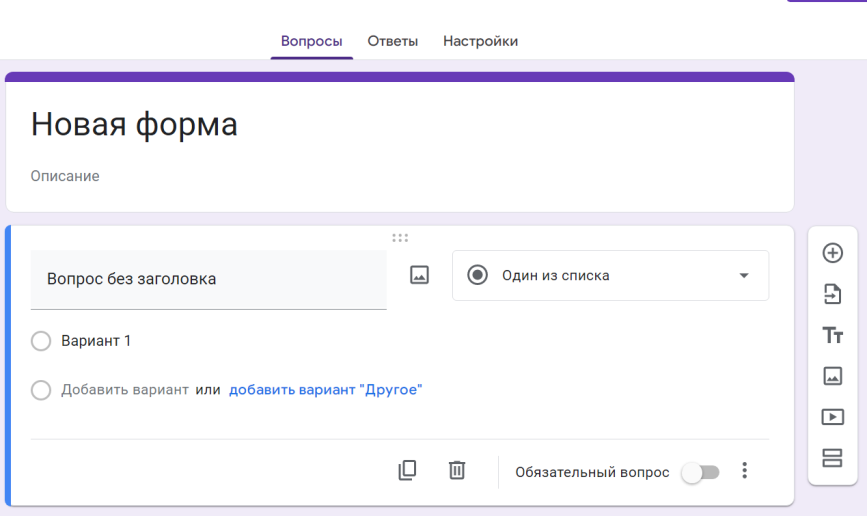 Вопросы Ответы Настройки
Новая форма
Описание
Вопрос без заголовка
Один из списка
Вариант 1
Добавить вариант или добавить вариант "Другое"
Обязательный вопрос
Тт